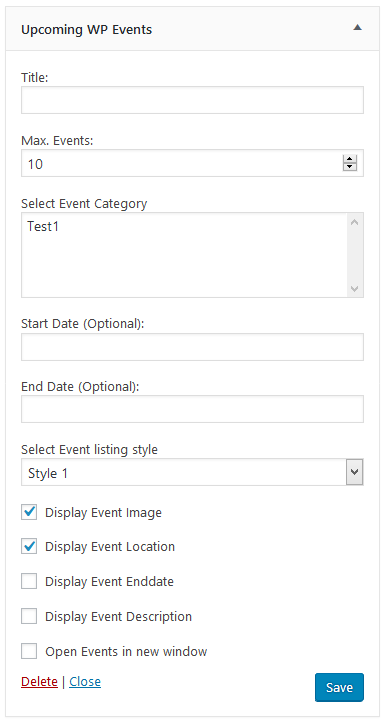 Upcoming WP Events
Title:
Max. Events:
10
Select Event Category
Test1
Start Date (Optional):
End Date (Optional):
Select Event listing style
Style 1
Display Event Image
Display Event Location
Display Event Enddate
Display Event Description
Open Events in new window
Delete | Close
Save